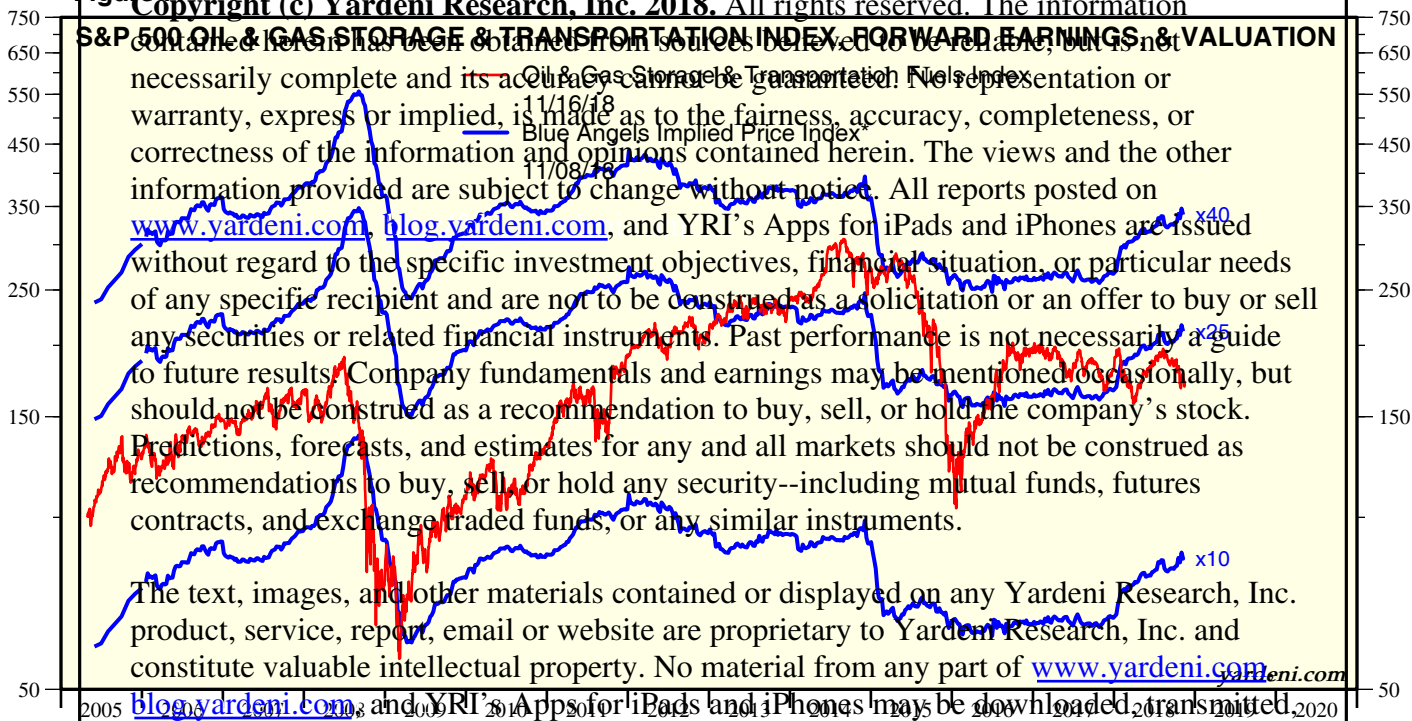 Figu
Copyright (c) Yardeni Research, Inc. 2018. All rights reserved. The information
S&P 500 OIL & GAS STORAGE & TRANSPORTATION INDEX, FORWARD EARNINGS, & VALUATION
contained herein has been obtained from sources believed to be reliable, but is not
Oil & Gas Storage & Transportation Fuels Index
necessarily complete and its accuracy cannot be guaranteed. No representation or
11/16/18
warranty, express or implied, is made as to the fairness, accuracy, completeness, or
Blue Angels Implied Price Index*
correctness of the information and opinions contained herein. The views and the other
11/08/18
information provided are subject to change without notice. All reports posted on
www.yardeni.com, blog.yardeni.com, and YRI's Apps for iPads and iPhones are issued
without regard to the specific investment objectives, financial situation, or particular needs
of any specific recipient and are not to be construed as a solicitation or an offer to buy or sell
any securities or related financial instruments. Past performance is not necessarily a guide
to future results. Company fundamentals and earnings may be mentioned occasionally, but
should not be construed as a recommendation to buy, sell, or hold the company's stock.
Predictions, forecasts, and estimates for any and all markets should not be construed as
recommendations to buy, sell, or hold any security--including mutual funds, futures
contracts, and exchange traded funds, or any similar instruments.
The text, images, and other materials contained or displayed on any Yardeni Research, Inc.
product, service, report, email or website are proprietary to Yardeni Research, Inc. and
constitute valuable intellectual property. No material from any part of www.yardeni.com,
yardeni.com
blog.yardeni.com, and YRI's Apps for iPads and iPhones may be downloaded, transmitted,
x40
x25
x10
750
650
550
450
350
250
150
50
750
650
550
450
350
250
150
50
2005 2006 2007 2008 2009 2010 2011 2012 2013 2014 2015 2016 2017 2018 2019 2020